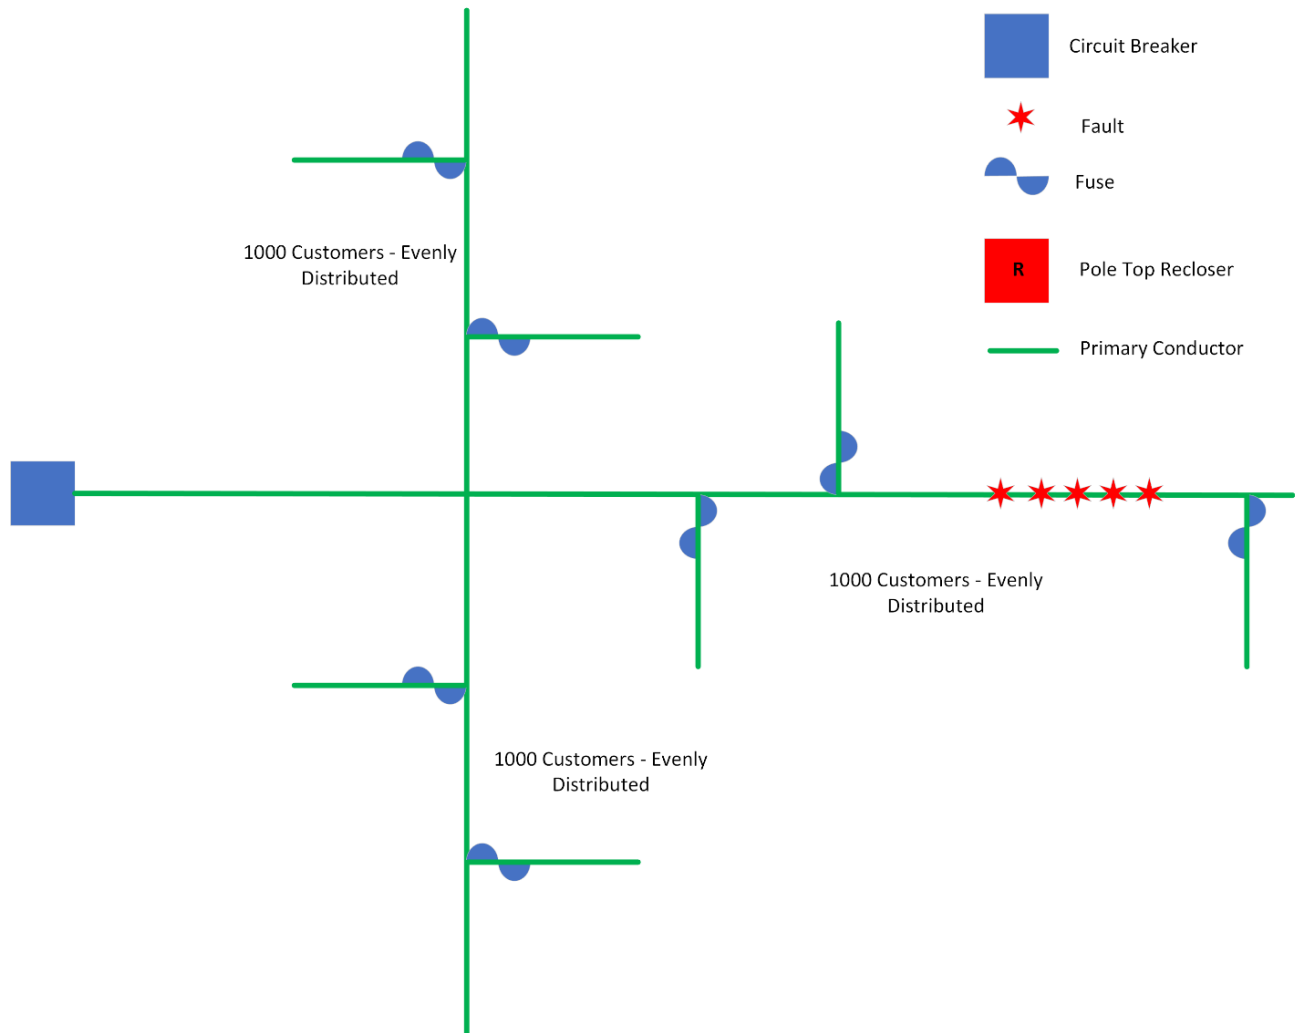 Circuit Breaker
Fault
Fuse
1000 Customers - Evenly
Distributed
R
Pole Top Recloser
Primary Conductor
1000 Customers - Evenly
Distributed
1000 Customers - Evenly
Distributed